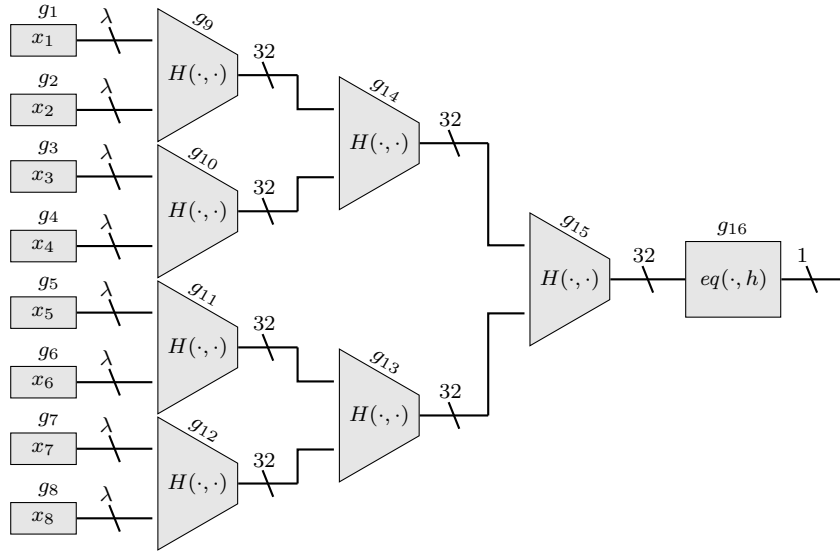 g₁
x₁ λ
g₂
x₂ λ
g₃
x₃ λ
g₄
x₄ λ
g₅
x₅ λ
g₆
x₆ λ
g₇
x₇ λ
g₈
x₈ λ
g₉
H(·, ·) 32
g₁₀
H(·, ·) 32
g₁₁
H(·, ·) 32
g₁₂
H(·, ·) 32
g₁₄
H(·, ·) 32
g₁₃
H(·, ·) 32
g₁₅
H(·, ·) 32
g₁₆
eq(·, h) 1